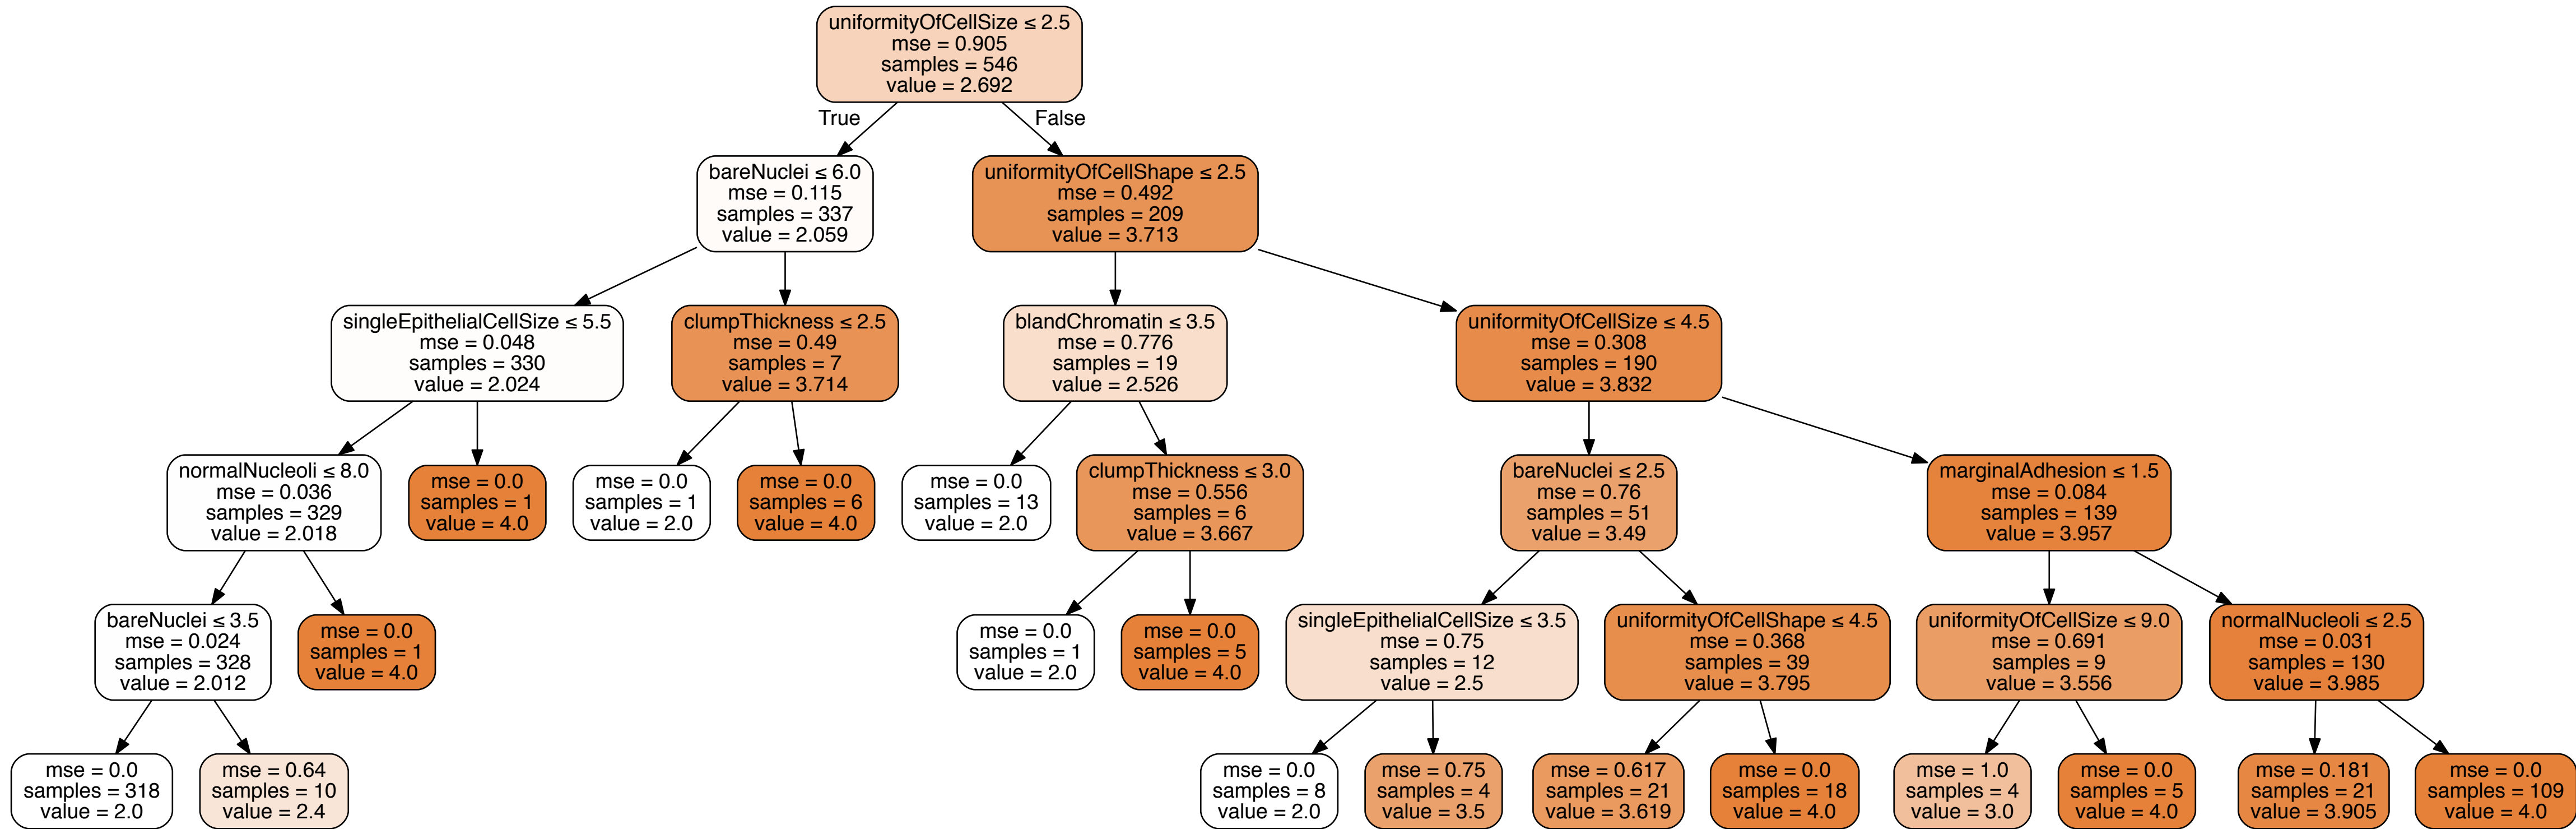 uniformityOfCellSize ≤ 2.5
mse = 0.905
samples = 546
value = 2.692
True
False
bareNuclei ≤ 6.0
mse = 0.115
samples = 337
value = 2.059
uniformityOfCellShape ≤ 2.5
mse = 0.492
samples = 209
value = 3.713
singleEpithelialCellSize ≤ 5.5
mse = 0.048
samples = 330
value = 2.024
clumpThickness ≤ 2.5
mse = 0.49
samples = 7
value = 3.714
blandChromatin ≤ 3.5
mse = 0.776
samples = 19
value = 2.526
uniformityOfCellSize ≤ 4.5
mse = 0.308
samples = 190
value = 3.832
normalNucleoli ≤ 8.0
mse = 0.036
samples = 329
value = 2.018
mse = 0.0
samples = 1
value = 4.0
mse = 0.0
samples = 1
value = 2.0
mse = 0.0
samples = 6
value = 4.0
mse = 0.0
samples = 13
value = 2.0
clumpThickness ≤ 3.0
mse = 0.556
samples = 6
value = 3.667
bareNuclei ≤ 2.5
mse = 0.76
samples = 51
value = 3.49
marginalAdhesion ≤ 1.5
mse = 0.084
samples = 139
value = 3.957
bareNuclei ≤ 3.5
mse = 0.024
samples = 328
value = 2.012
mse = 0.0
samples = 1
value = 4.0
mse = 0.0
samples = 1
value = 2.0
mse = 0.0
samples = 5
value = 4.0
singleEpithelialCellSize ≤ 3.5
mse = 0.75
samples = 12
value = 2.5
uniformityOfCellShape ≤ 4.5
mse = 0.368
samples = 39
value = 3.795
uniformityOfCellSize ≤ 9.0
mse = 0.691
samples = 9
value = 3.556
normalNucleoli ≤ 2.5
mse = 0.031
samples = 130
value = 3.985
mse = 0.0
samples = 318
value = 2.0
mse = 0.64
samples = 10
value = 2.4
mse = 0.0
samples = 8
value = 2.0
mse = 0.75
samples = 4
value = 3.5
mse = 0.617
samples = 21
value = 3.619
mse = 0.0
samples = 18
value = 4.0
mse = 1.0
samples = 4
value = 3.0
mse = 0.0
samples = 5
value = 4.0
mse = 0.181
samples = 21
value = 3.905
mse = 0.0
samples = 109
value = 4.0